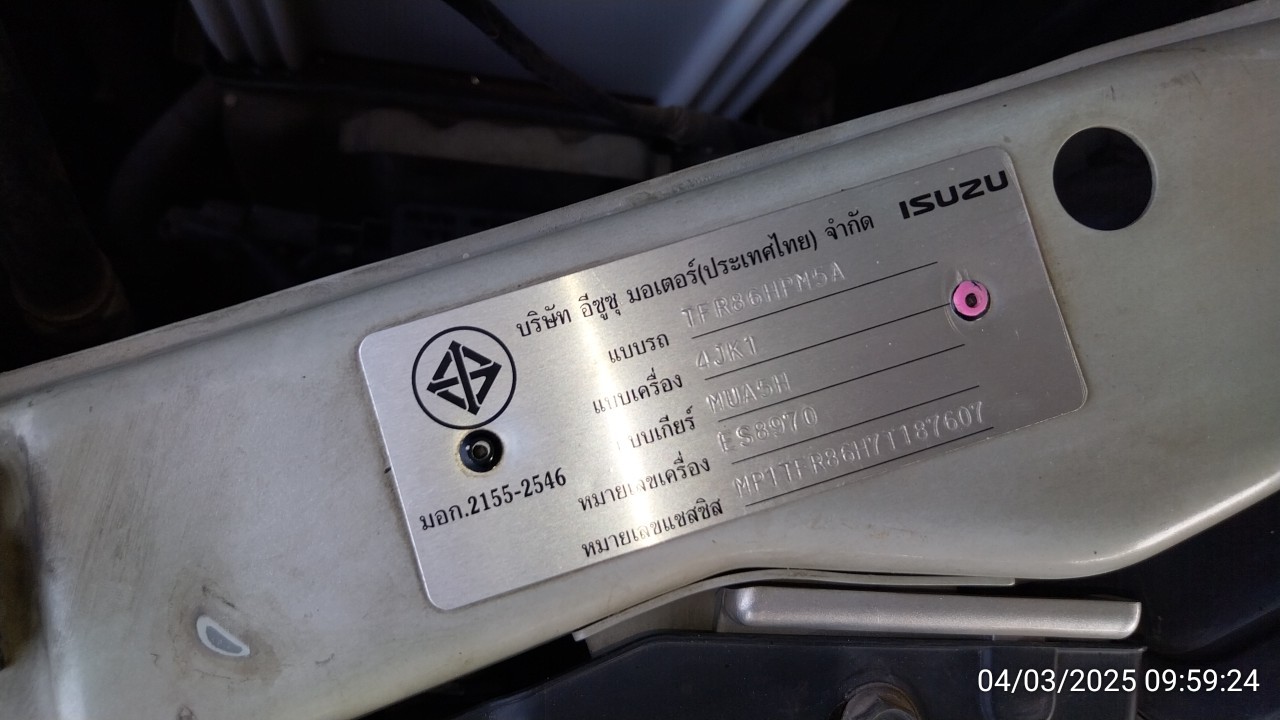 ISUZU
บริษัท อีซูซุ มอเตอร์(ประเทศไทย) จำกัด
แบบรถ TFR86HPM5A
แบบเครื่อง 4JK1
แบบเกียร์ MUA5H
หมายเลขเครื่อง ES8970
หมายเลขแชสซิส MP1TFR86H7T187607
มอก.2155-2546
04/03/2025 09:59:24